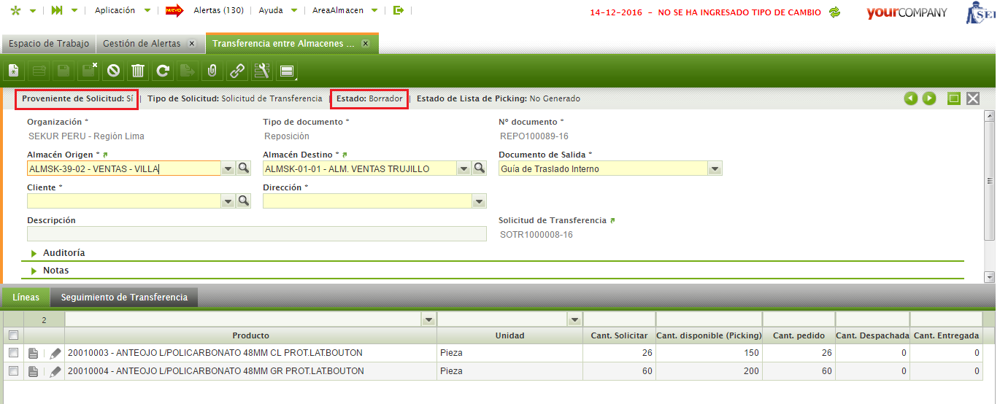 Aplicación NUEVO Alertas (130) Ayuda AreaAlmacen 14-12-2016 - NO SE HA INGRESADO TIPO DE CAMBIO yourCOMPANY
Espacio de Trabajo Gestión de Alertas Transferencia entre Almacenes ...
Proveniente de Solicitud: Sí | Tipo de Solicitud: Solicitud de Transferencia | Estado: Borrador | Estado de Lista de Picking: No Generado
Organización * Tipo de documento * Nº documento *
SEKUR PERU - Región Lima Reposición REPO100089-16
Almacén Origen * Almacén Destino * Documento de Salida *
ALMSK-39-02 - VENTAS - VILLA ALMSK-01-01 - ALM. VENTAS TRUJILLO Guía de Traslado Interno
Cliente * Dirección *
Descripción Solicitud de Transferencia
SOTR1000008-16
Auditoría
Notas
Líneas Seguimiento de Transferencia
2
Producto Unidad Cant. Solicitar Cant. disponible (Picking) Cant. pedido Cant. Despachada Cant. Entregada
20010003 - ANTEOJO L/POLICARBONATO 48MM CL PROT.LAT.BOUTON Pieza 26 150 26 0 0
20010004 - ANTEOJO L/POLICARBONATO 48MM GR PROT.LAT.BOUTON Pieza 60 200 60 0 0